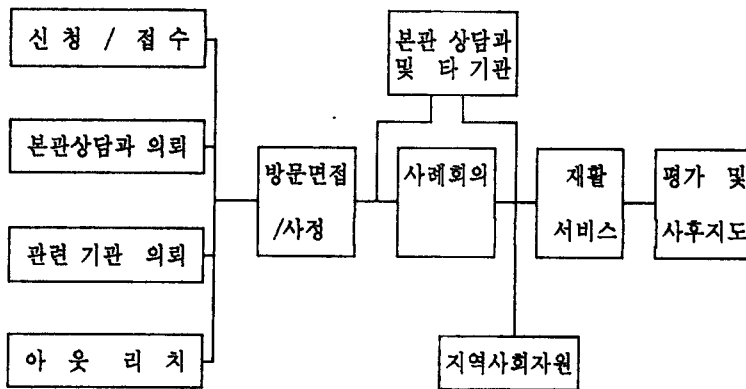 신 청 / 접 수
본관 상담과
및 타 기관
본관상담과 의뢰
방문면접
/사정
사례회의
재활
서비스
평가 및
사후지도
관련 기관 의뢰
아 웃 리 치
지역사회자원